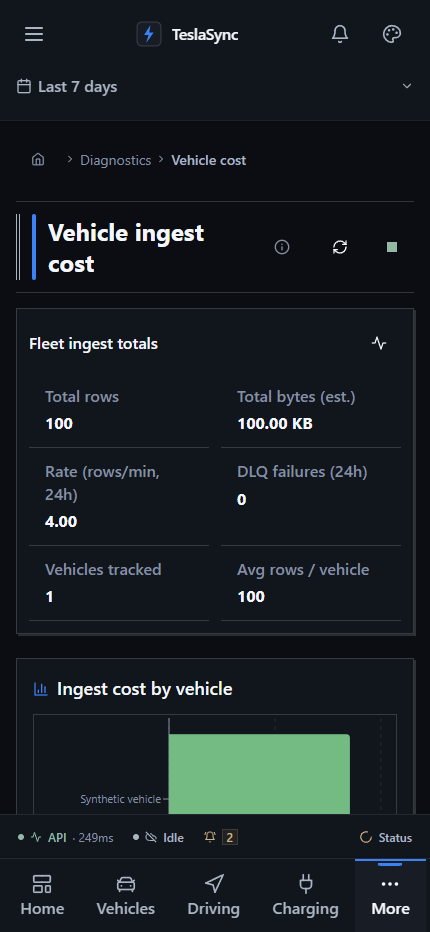 TeslaSync
Last 7 days
Diagnostics
Vehicle cost
Vehicle ingest
cost
Fleet ingest totals
Total rows
100
Total bytes (est.)
100.00 KB
Rate (rows/min,
24h)
4.00
DLQ failures (24h)
0
Vehicles tracked
1
Avg rows / vehicle
100
Ingest cost by vehicle
Synthetic vehicle
API · 249ms
Idle
2
Status
Home
Vehicles
Driving
Charging
More